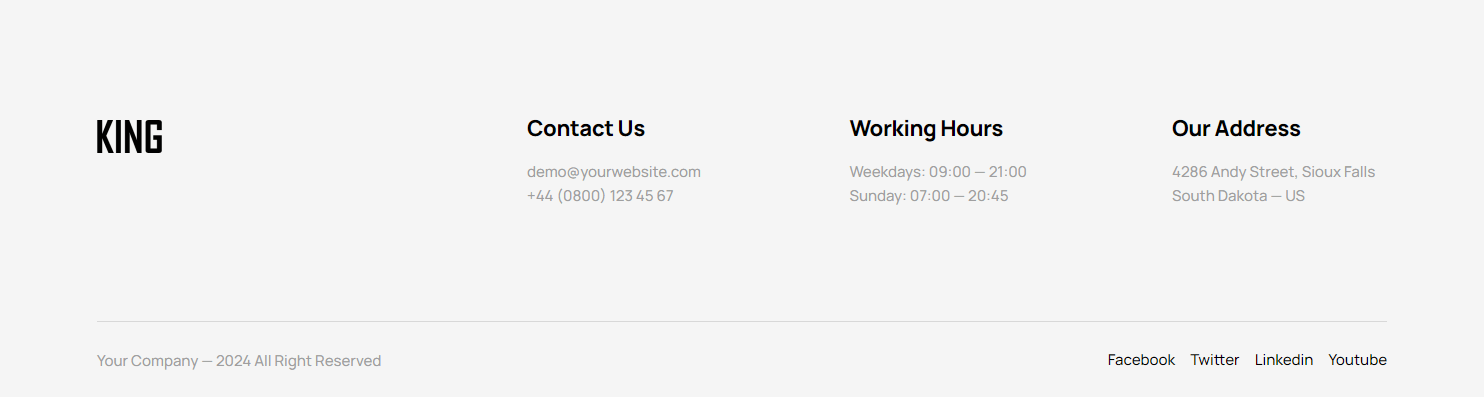 KING
Contact Us
demo@yourwebsite.com
+44 (0800) 123 45 67
Working Hours
Weekdays: 09:00 — 21:00
Sunday: 07:00 — 20:45
Our Address
4286 Andy Street, Sioux Falls
South Dakota — US
Your Company — 2024 All Right Reserved
Facebook Twitter Linkedin Youtube